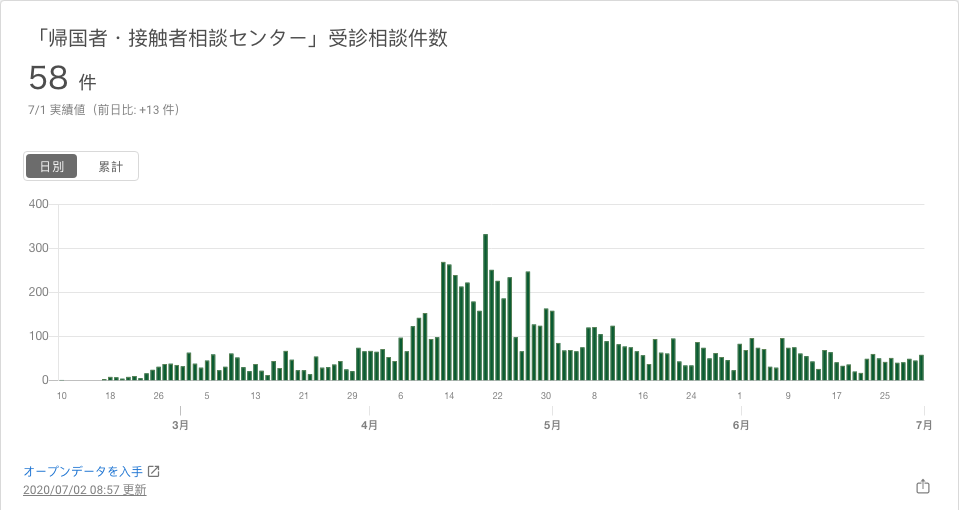 「帰国者・接触者相談センター」受診相談件数
58 件
7/1 実績値（前日比: +13 件）
日別 累計
400
300
200
100
0
10 18 26 5 13 21 29 6 14 22 30 8 16 24 1 9 17 25
3月 4月 5月 6月 7月
オープンデータを入手
2020/07/02 08:57 更新